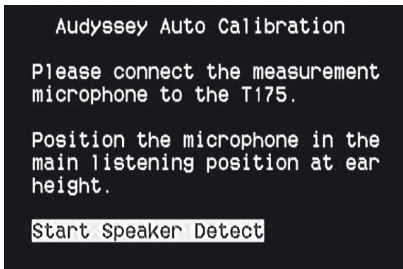 Audyssey Auto Calibration
Please connect the measurement
microphone to the T175.
Position the microphone in the
main listening position at ear
height.
Start Speaker Detect